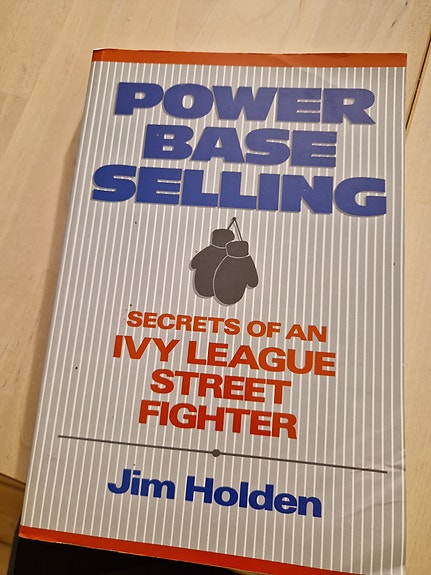 POWER
BASE
SELLING
SECRETS OF AN
IVY LEAGUE
STREET
FIGHTER
Jim Holden